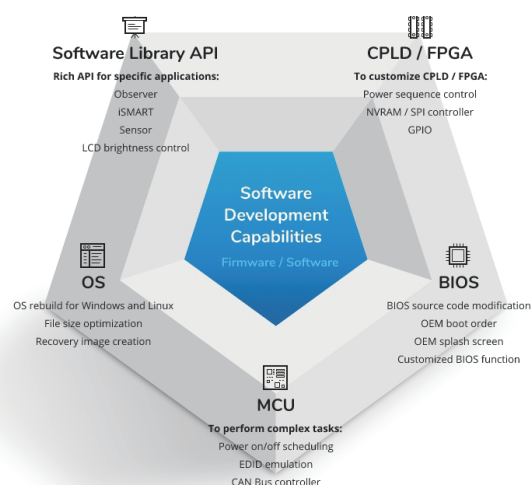 Software Library API
Rich API for specific applications:
Observer
iSMART
Sensor
LCD brightness control
CPLD / FPGA
To customize CPLD / FPGA:
Power sequence control
NVRAM / SPI controller
GPIO
Software
Development
Capabilities
Firmware / Software
OS
OS rebuild for Windows and Linux
File size optimization
Recovery image creation
BIOS
BIOS source code modification
OEM boot order
OEM splash screen
Customized BIOS function
MCU
To perform complex tasks:
Power on/off scheduling
EDID emulation
CAN Bus controller